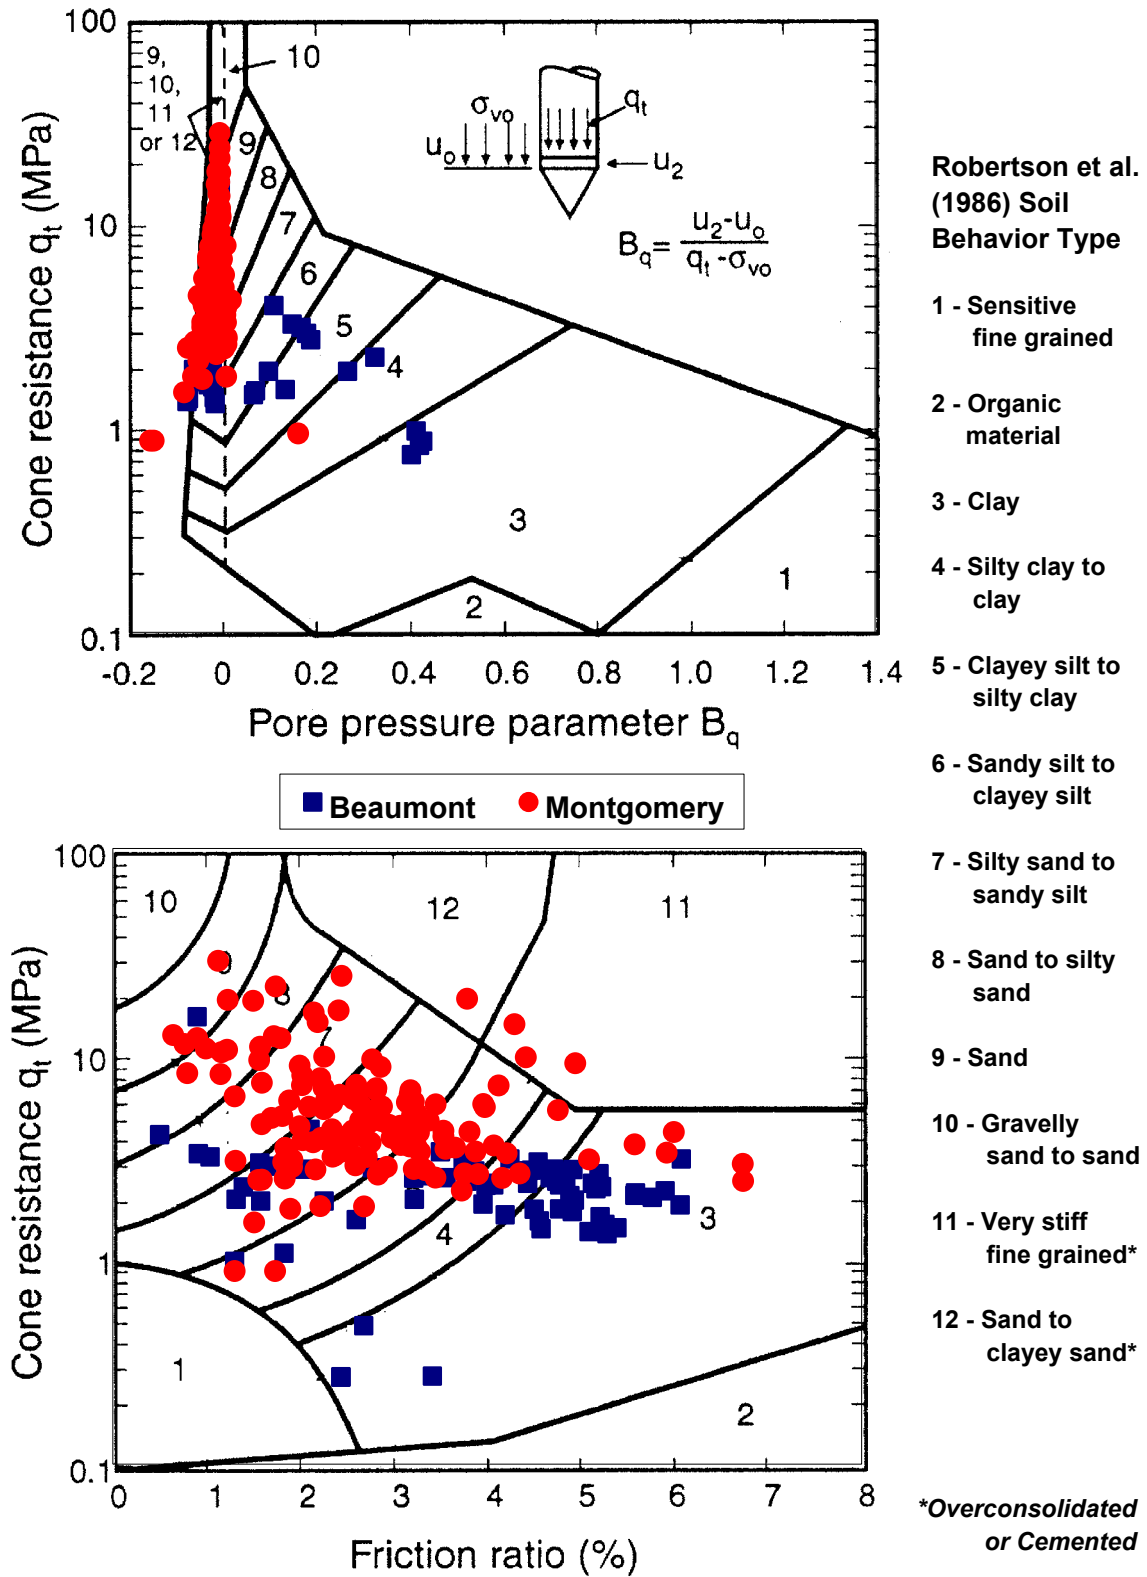 100
10
1
0.1
Cone resistance qt (MPa)
9,
10,
11
or 12
10
9
8
7
6
5
4
3
2
1
σvo
qt
uo
u2
Bq= u2-uo
qt -σvo
-0.2
0
0.2
0.4
0.6
0.8
1.0
1.2
1.4
Pore pressure parameter Bq
Beaumont
Montgomery
100
10
1
0.1
Cone resistance qt (MPa)
10
9
8
7
12
11
4
3
1
2
0
1
2
3
4
5
6
7
8
Friction ratio (%)
Robertson et al.
(1986) Soil
Behavior Type
1 - Sensitive
fine grained
2 - Organic
material
3 - Clay
4 - Silty clay to
clay
5 - Clayey silt to
silty clay
6 - Sandy silt to
clayey silt
7 - Silty sand to
sandy silt
8 - Sand to silty
sand
9 - Sand
10 - Gravelly
sand to sand
11 - Very stiff
fine grained*
12 - Sand to
clayey sand*
*Overconsolidated
or Cemented